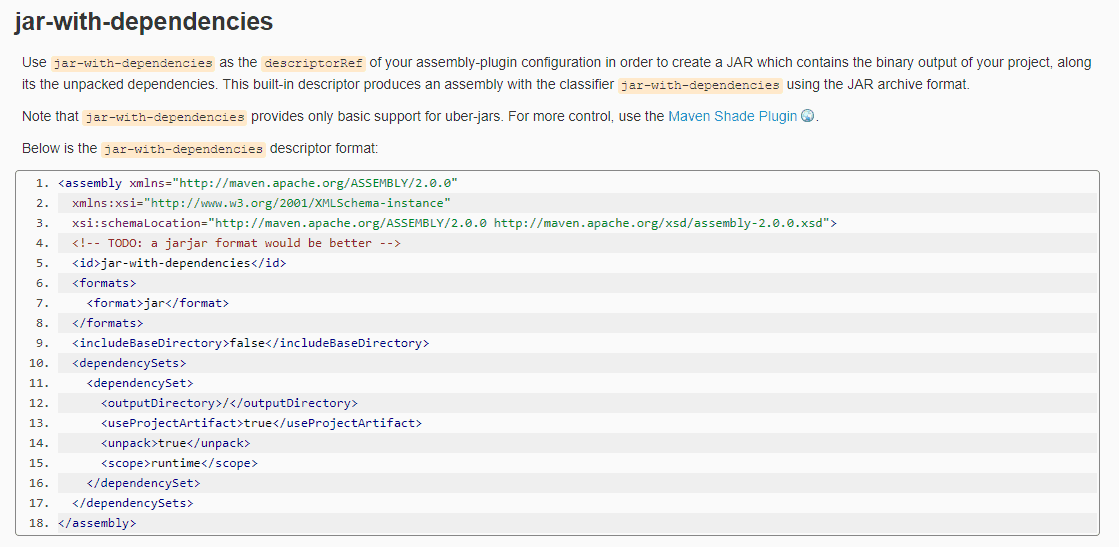 jar-with-dependencies
Use jar-with-dependencies as the descriptorRef of your assembly-plugin configuration in order to create a JAR which contains the binary output of your project, along
its the unpacked dependencies. This built-in descriptor produces an assembly with the classifier jar-with-dependencies using the JAR archive format.
Note that jar-with-dependencies provides only basic support for uber-jars. For more control, use the Maven Shade Plugin.
Below is the jar-with-dependencies descriptor format:
1. <assembly xmlns="http://maven.apache.org/ASSEMBLY/2.0.0"
2.   xmlns:xsi="http://www.w3.org/2001/XMLSchema-instance"
3.   xsi:schemaLocation="http://maven.apache.org/ASSEMBLY/2.0.0 http://maven.apache.org/xsd/assembly-2.0.0.xsd">
4.   <!-- TODO: a jarjar format would be better -->
5.   <id>jar-with-dependencies</id>
6.   <formats>
7.     <format>jar</format>
8.   </formats>
9.   <includeBaseDirectory>false</includeBaseDirectory>
10.   <dependencySets>
11.     <dependencySet>
12.       <outputDirectory>/</outputDirectory>
13.       <useProjectArtifact>true</useProjectArtifact>
14.       <unpack>true</unpack>
15.       <scope>runtime</scope>
16.     </dependencySet>
17.   </dependencySets>
18. </assembly>